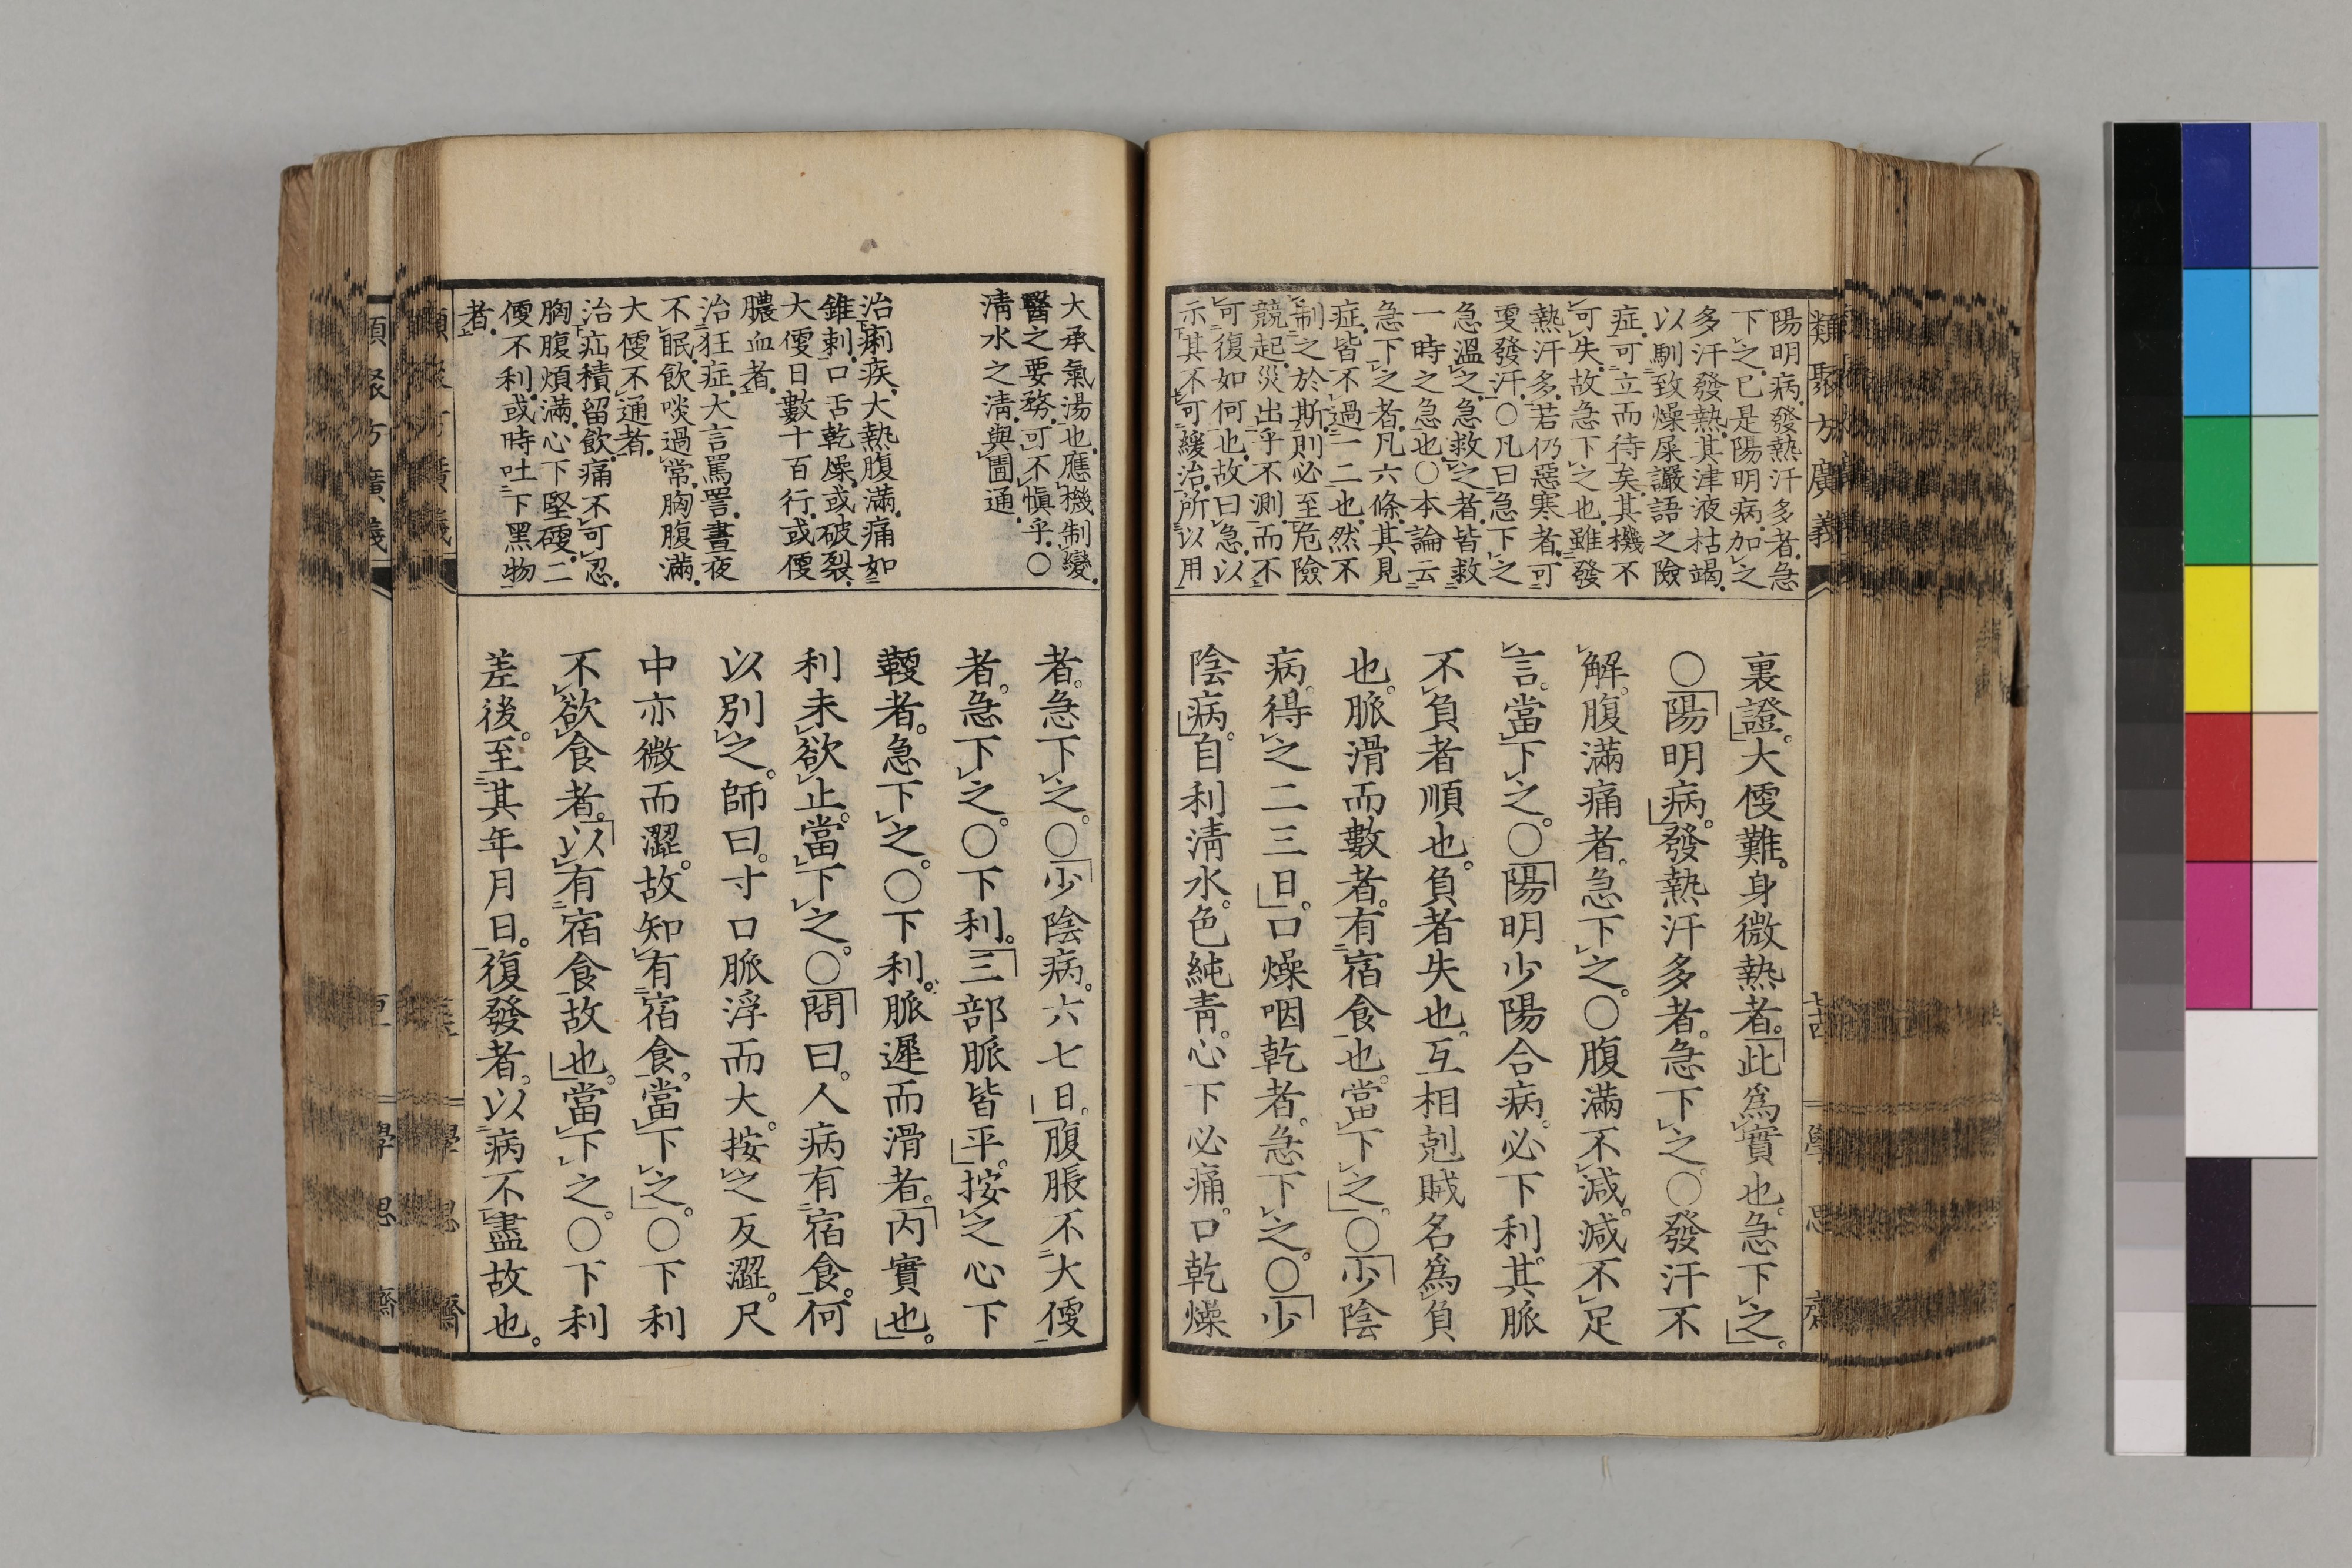 類聚方廣義
七十四
學思齋
陽明病發熱汗多者急
下之已是陽明病加之
多汗發熱其津液枯竭
以馴致燥屎讝語之險
症可立而待矣其機不
可失故急下之也雖發
熱汗多若仍惡寒者可
更發汗○凡曰急下之
急溫之急救之者皆救
一時之急也○本論云
急下之者凡六條其見
症皆不過一二也然不
制之於斯則必至危險
競起災出乎不測而不
可復如何也故曰急以
示其不可緩治所以用
裏證。大便難。身微熱者。此爲實也。急下之。
○陽明病。發熱汗多者。急下之。○發汗不
解。腹滿痛者。急下之。○腹滿不減。減不足
言。當下之。○陽明少陽合病。必下利。其脈
不負者順也。負者失也。互相剋賊名爲負
也。脈滑而數者。有宿食也。當下之。○少陰
病。得之二三日。口燥咽乾者。急下之。○少
陰病。自利淸水。色純靑。心下必痛。口乾燥
大承氣湯也應機制變
醫之要務可不愼乎○
淸水之淸與圊通
治痢疾大熱腹滿痛如
錐刺口舌乾燥或破裂
大便日數十百行或便
膿血者
治狂症大言罵詈晝夜
不眠飮啖過常胸腹滿
大便不通者
治疝積留飮痛不可忍
胸腹煩滿心下堅硬二
便不利或時吐下黑物
者
者。急下之。○少陰病。六七日。腹脹不大便
者。急下之。○下利。三部脈皆平。按之心下
鞕者。急下之。○下利。脈遲而滑者。內實也。
利未欲止。當下之。○問曰。人病有宿食。何
以別之。師曰。寸口脈浮而大。按之反澀。尺
中亦微而澀。故知有宿食。當下之。○下利
不欲食者。以有宿食故也。當下之。○下利
差後。至其年月日。復發者。以病不盡故也。